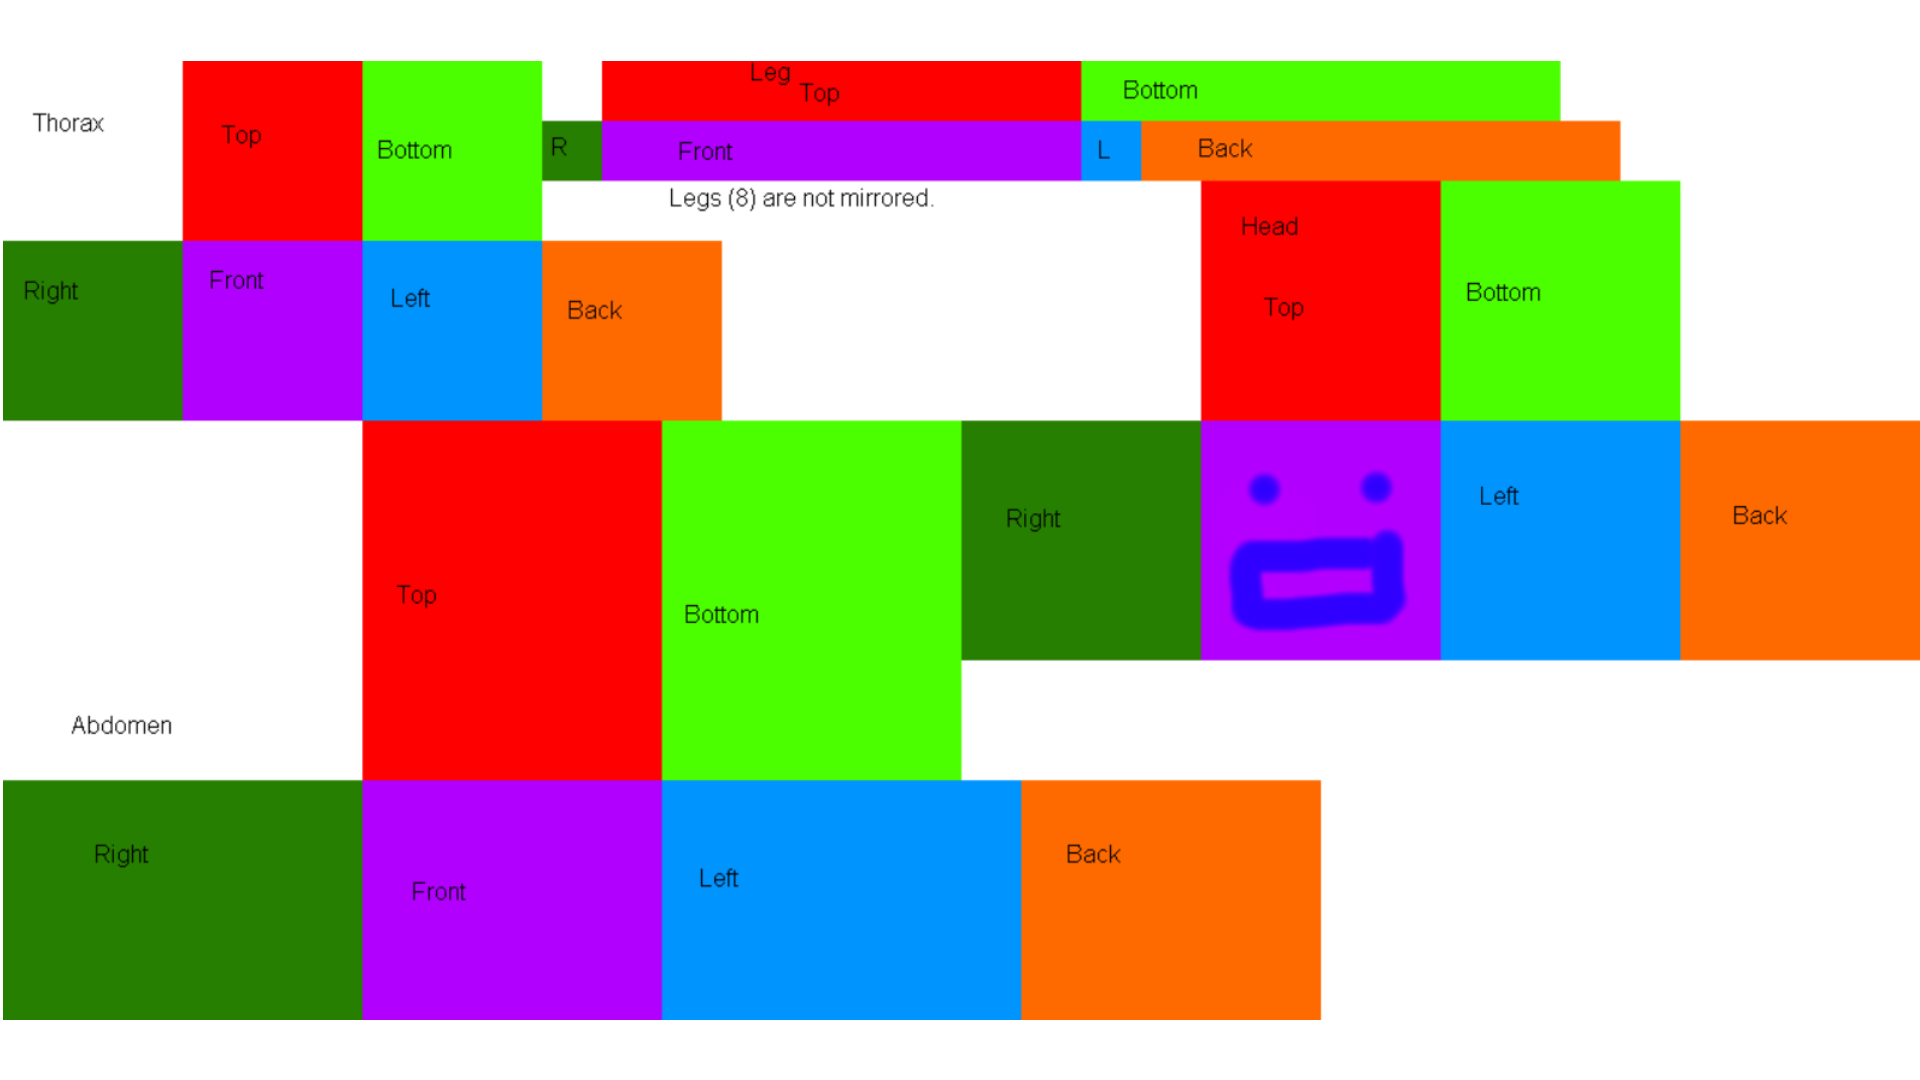 Thorax
Top
Bottom
Leg
Top
Bottom
R
Front
L
Back
Legs (8) are not mirrored.
Right
Front
Left
Back
Head
Top
Bottom
Right
Left
Back
Top
Bottom
Abdomen
Right
Front
Left
Back